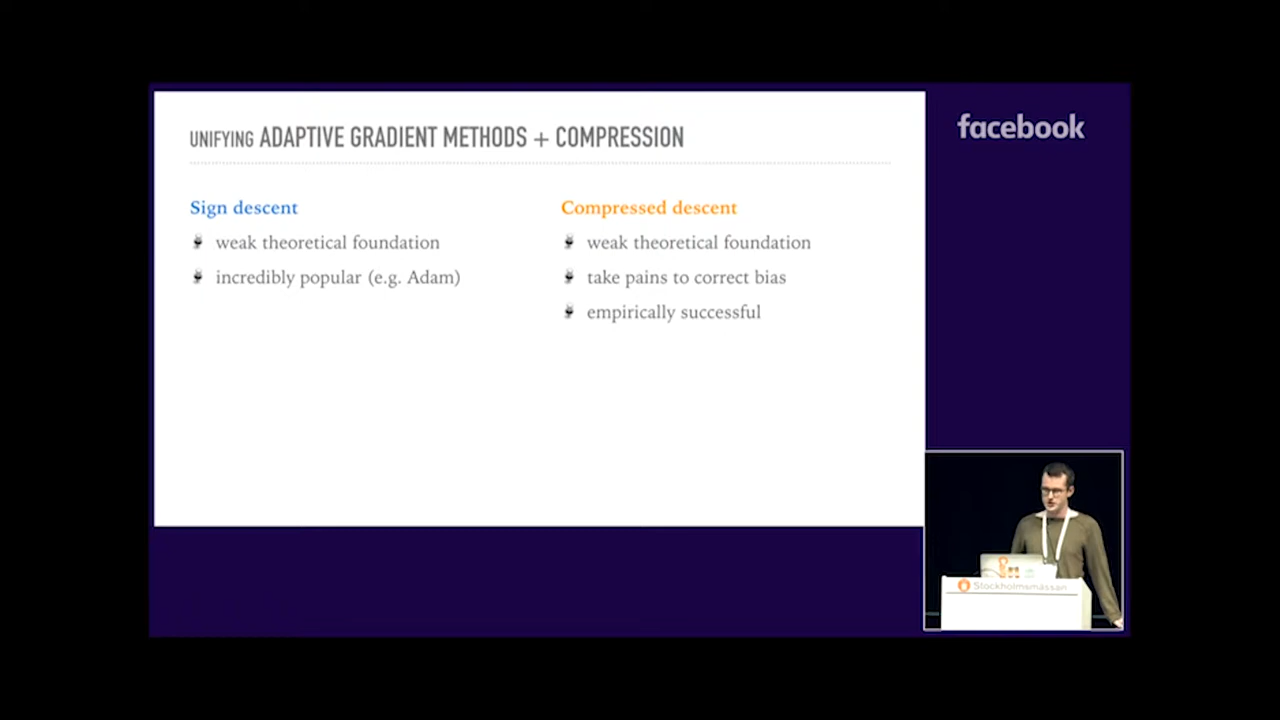 UNIFYING ADAPTIVE GRADIENT METHODS + COMPRESSION
facebook
Sign descent
weak theoretical foundation
incredibly popular (e.g. Adam)
Compressed descent
weak theoretical foundation
take pains to correct bias
empirically successful
Stockholmsmässan